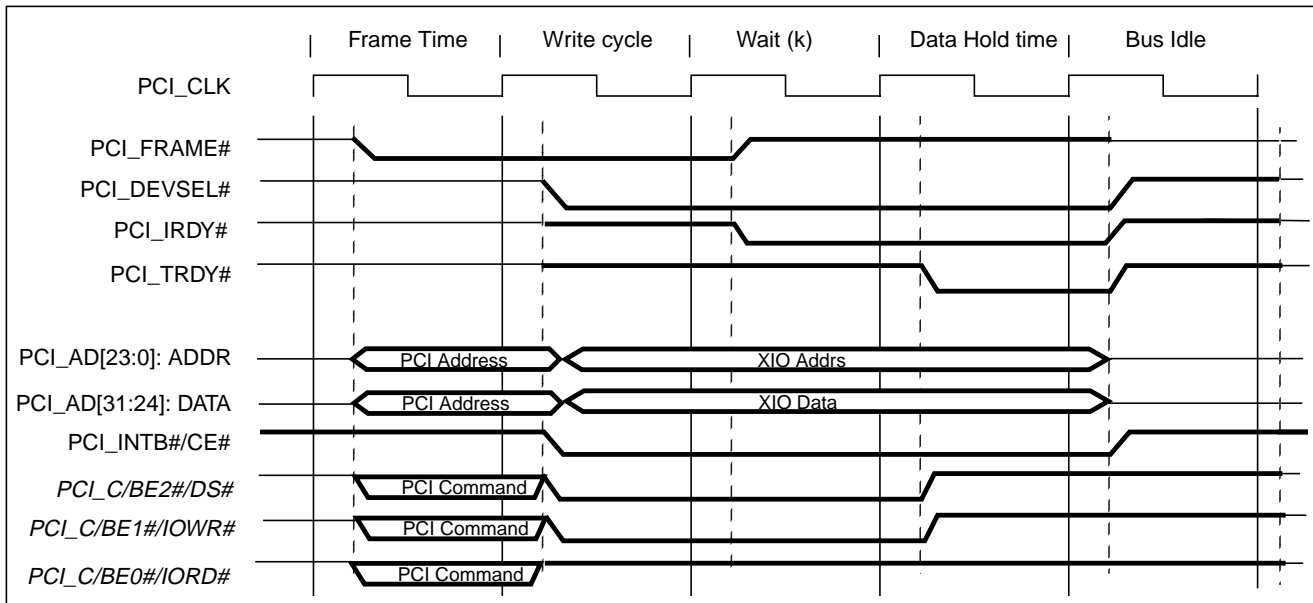 Frame Time Write cycle Wait (k) Data Hold time Bus Idle
PCI_CLK
PCI_FRAME#
PCI_DEVSEL#
PCI_IRDY#
PCI_TRDY#
PCI_AD[23:0]: ADDR PCI Address XIO Addrs
PCI_AD[31:24]: DATA PCI Address XIO Data
PCI_INTB#/CE#
PCI_C/BE2#/DS# PCI Command
PCI_C/BE1#/IOWR# PCI Command
PCI_C/BE0#/IORD# PCI Command